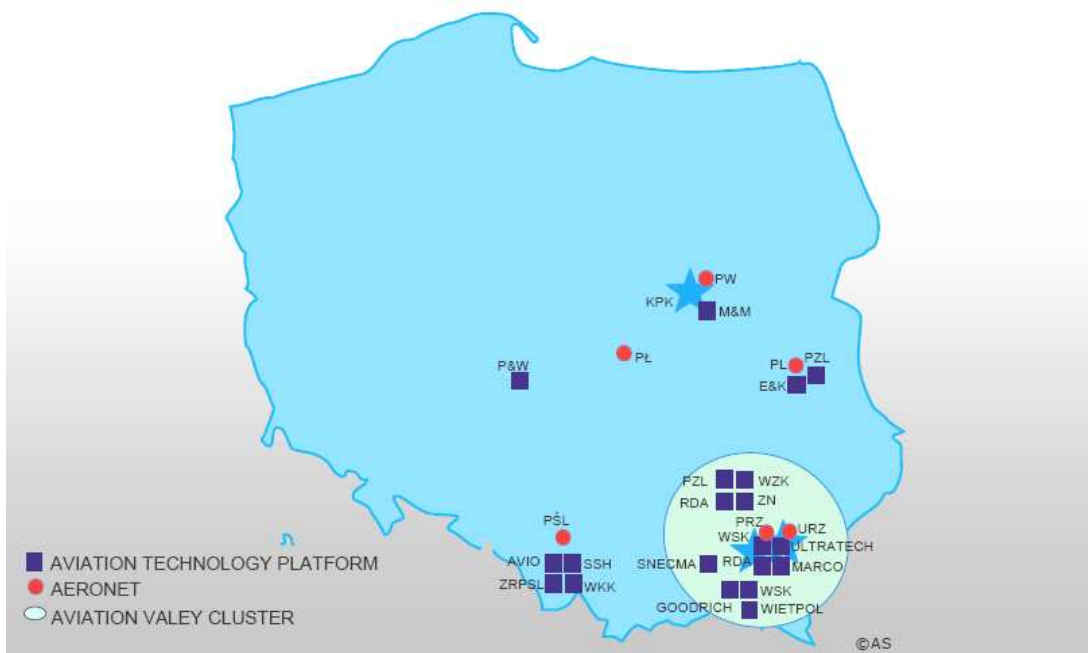 PW
KPK
M&M
PŁ
P&W
PL PZL
E&K
PZL WZK
RDA ZN
PRZ URZ
WSK ULTRATECH
SNECMA RDA MARCO
WSK
GOODRICH WIETPOL
PŚL
AVIO SSH
ZRPSL WKK
AVIATION TECHNOLOGY PLATFORM
AERONET
AVIATION VALEY CLUSTER
©AS